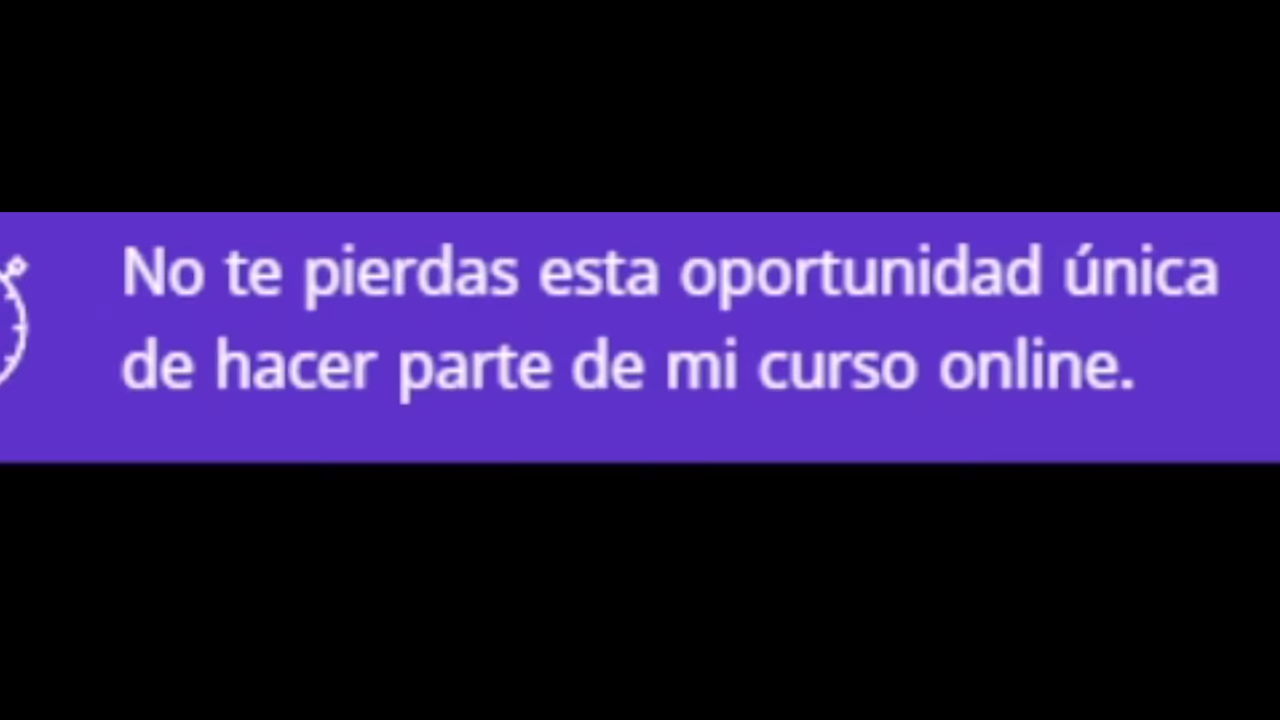 No te pierdas esta oportunidad única
de hacer parte de mi curso online.